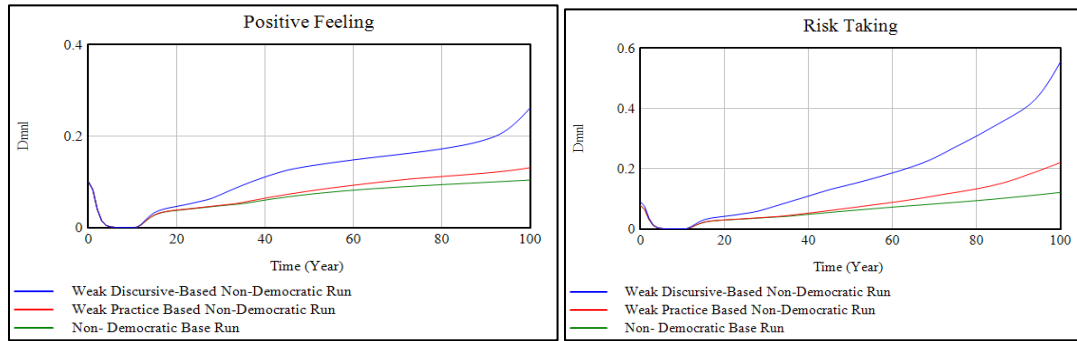 Positive Feeling
0.4
0.2
0
Dmnl
0 20 40 60 80 100
Time (Year)
Weak Discursive-Based Non-Democratic Run
Weak Practice Based Non-Democratic Run
Non- Democratic Base Run
Risk Taking
0.6
0.4
0.2
0
Dmnl
0 20 40 60 80 100
Time (Year)
Weak Discursive-Based Non-Democratic Run
Weak Practice Based Non-Democratic Run
Non- Democratic Base Run